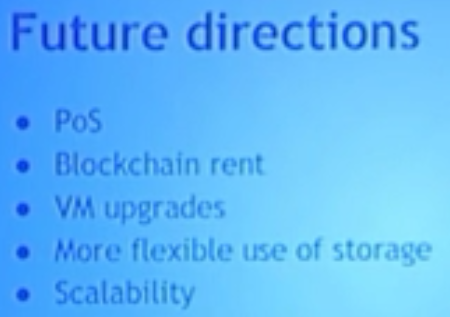 Future directions
• PoS
• Blockchain rent
• VM upgrades
• More flexible use of storage
• Scalability